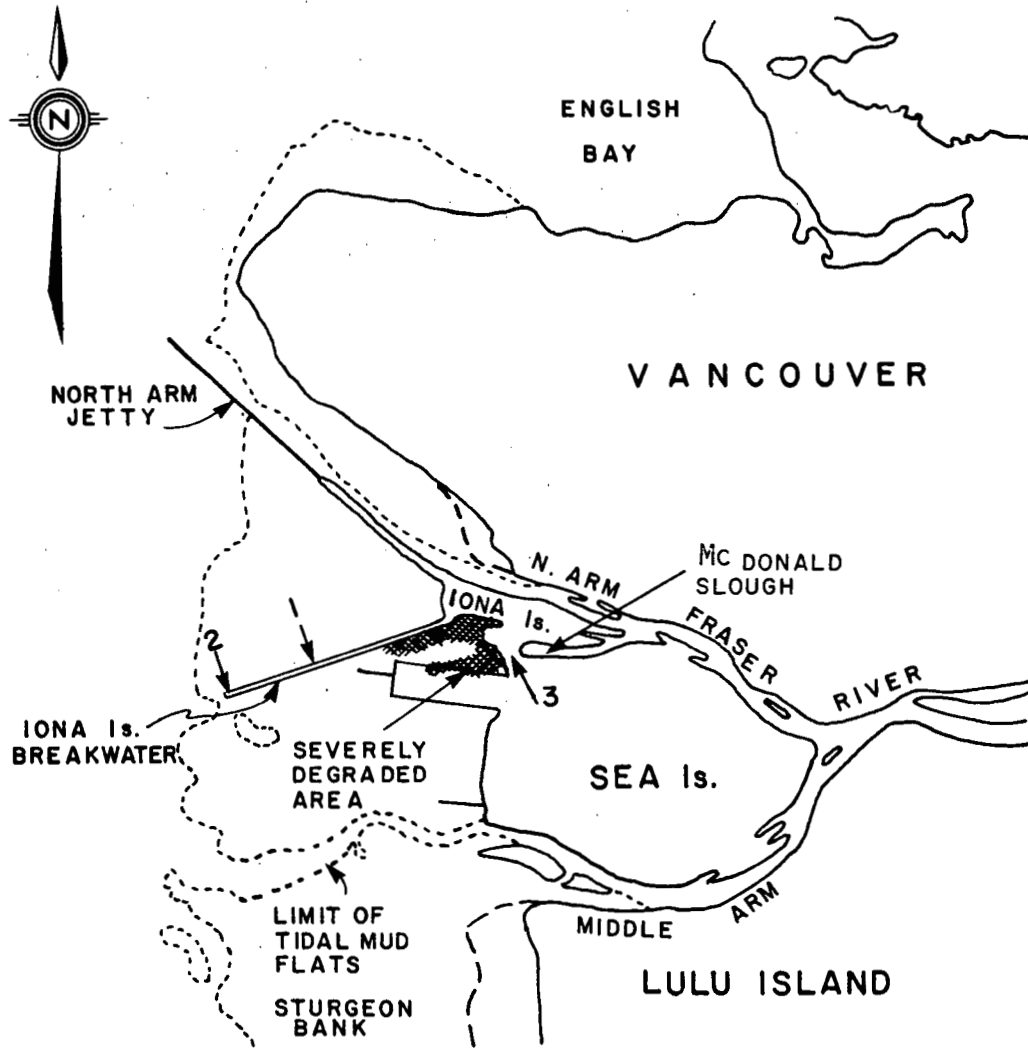 N
ENGLISH
BAY
VANCOUVER
NORTH ARM
JETTY
N. ARM
FRASER
RIVER
MC DONALD
SLOUGH
IONA
Is.
2
3
IONA Is.
BREAKWATER
SEVERELY
DEGRADED
AREA
SEA Is.
LIMIT OF
TIDAL MUD
FLATS
MIDDLE
ARM
LULU ISLAND
STURGEON
BANK